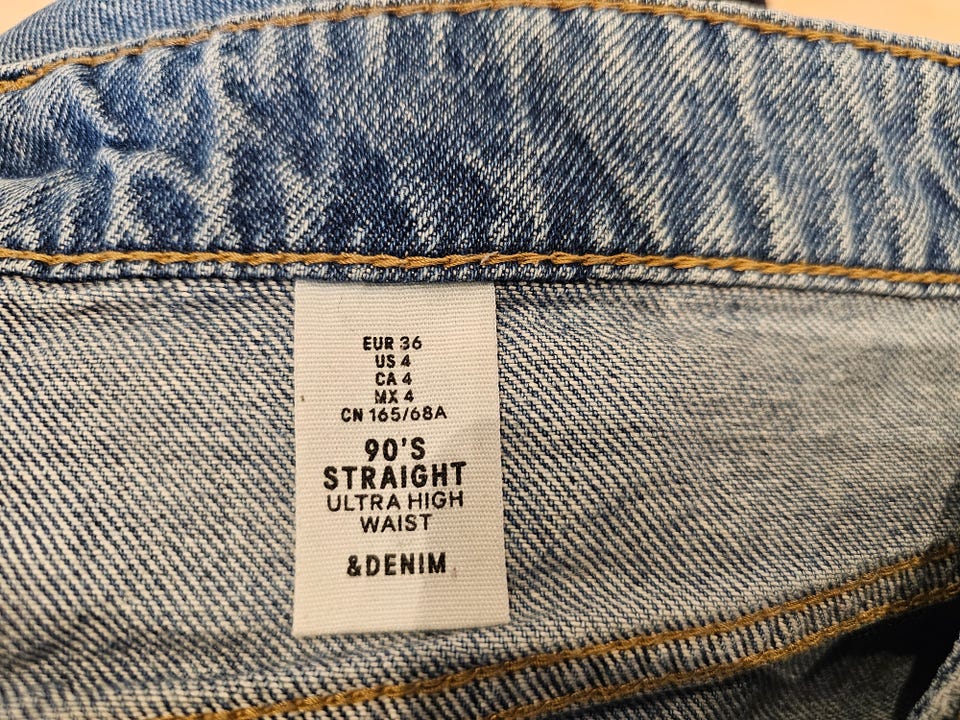 EUR 36
US 4
CA 4
MX 4
CN 165/68A
90'S
STRAIGHT
ULTRA HIGH
WAIST
&DENIM